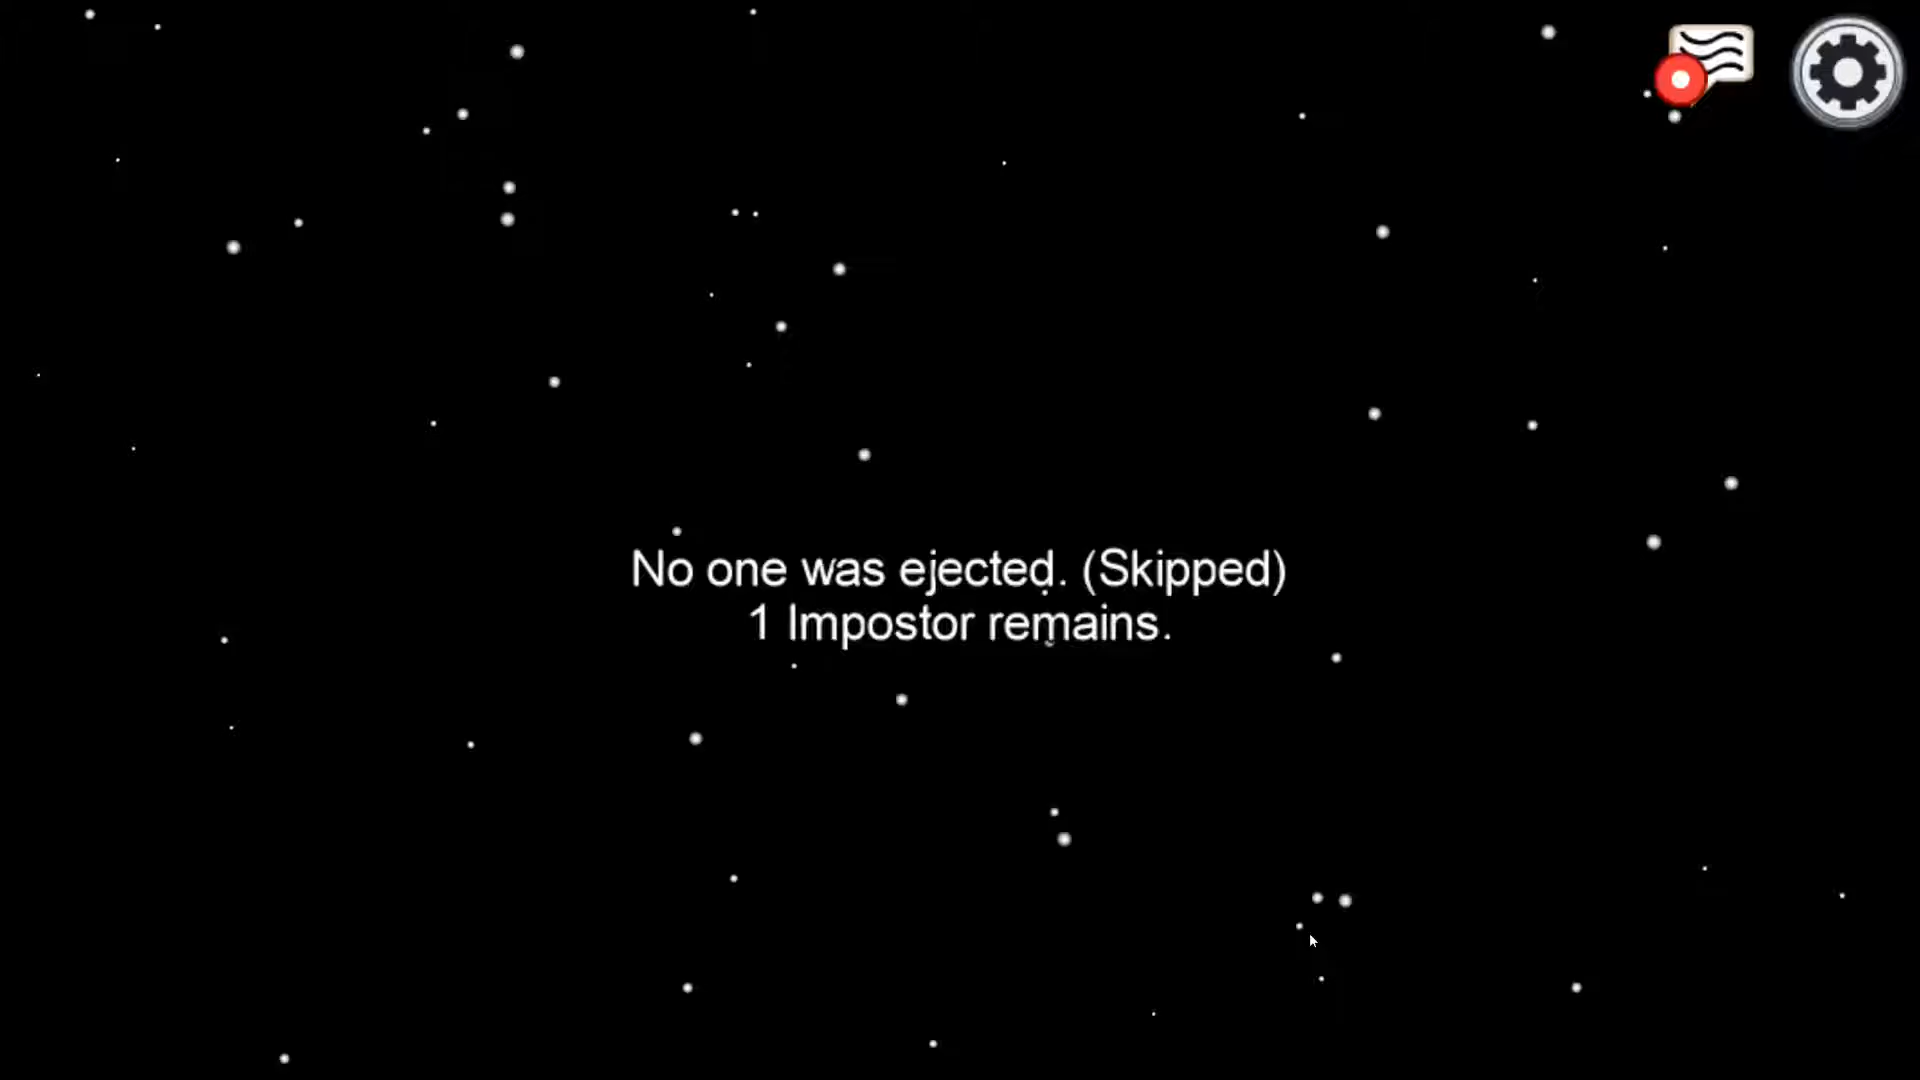 No one was ejected. (Skipped)
1 Impostor remains.